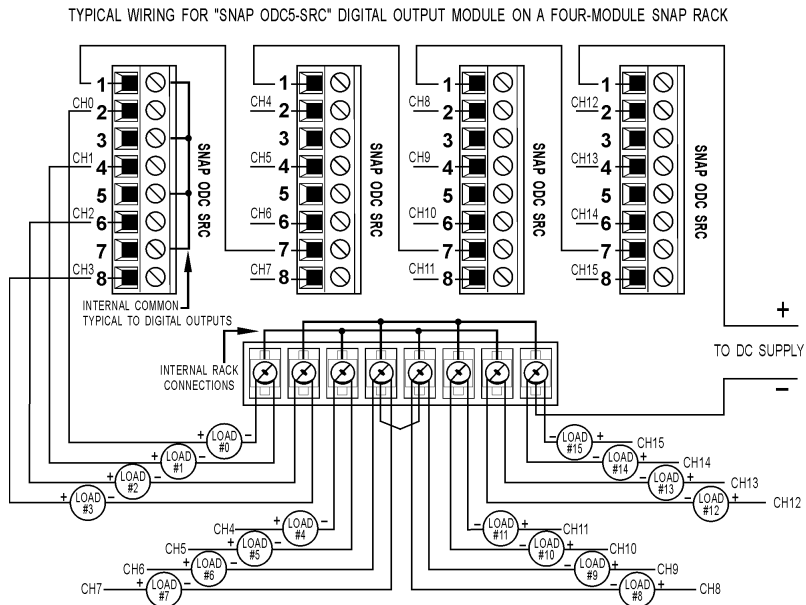 TYPICAL WIRING FOR "SNAP ODC5-SRC" DIGITAL OUTPUT MODULE ON A FOUR-MODULE SNAP RACK
1
CH0
2
3
CH1
4
5
CH2
6
7
CH3
8
SNAP ODC SRC
1
CH4
2
3
CH5
4
5
CH6
6
7
CH7
8
SNAP ODC SRC
1
CH8
2
3
CH9
4
5
CH10
6
7
CH11
8
SNAP ODC SRC
1
CH12
2
3
CH13
4
5
CH14
6
7
CH15
8
SNAP ODC SRC
INTERNAL COMMON
TYPICAL TO DIGITAL OUTPUTS
INTERNAL RACK
CONNECTIONS
+
TO DC SUPPLY
−
+ LOAD #0 -
+ LOAD #1 -
+ LOAD #2 -
+ LOAD #3 -
CH4 + LOAD #4 -
CH5 + LOAD #5 -
CH6 + LOAD #6 -
CH7 + LOAD #7 -
- LOAD #15 + CH15
- LOAD #14 + CH14
- LOAD #13 + CH13
- LOAD #12 + CH12
- LOAD #11 + CH11
- LOAD #10 + CH10
- LOAD #9 + CH9
- LOAD #8 + CH8